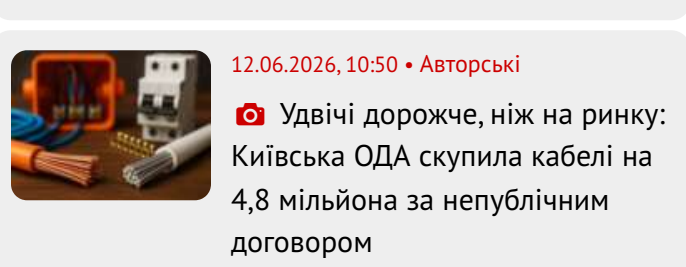 12.06.2026, 10:50 • Авторські
Удвічі дорожче, ніж на ринку:
Київська ОДА скупила кабелі на
4,8 мільйона за непублічним
договором